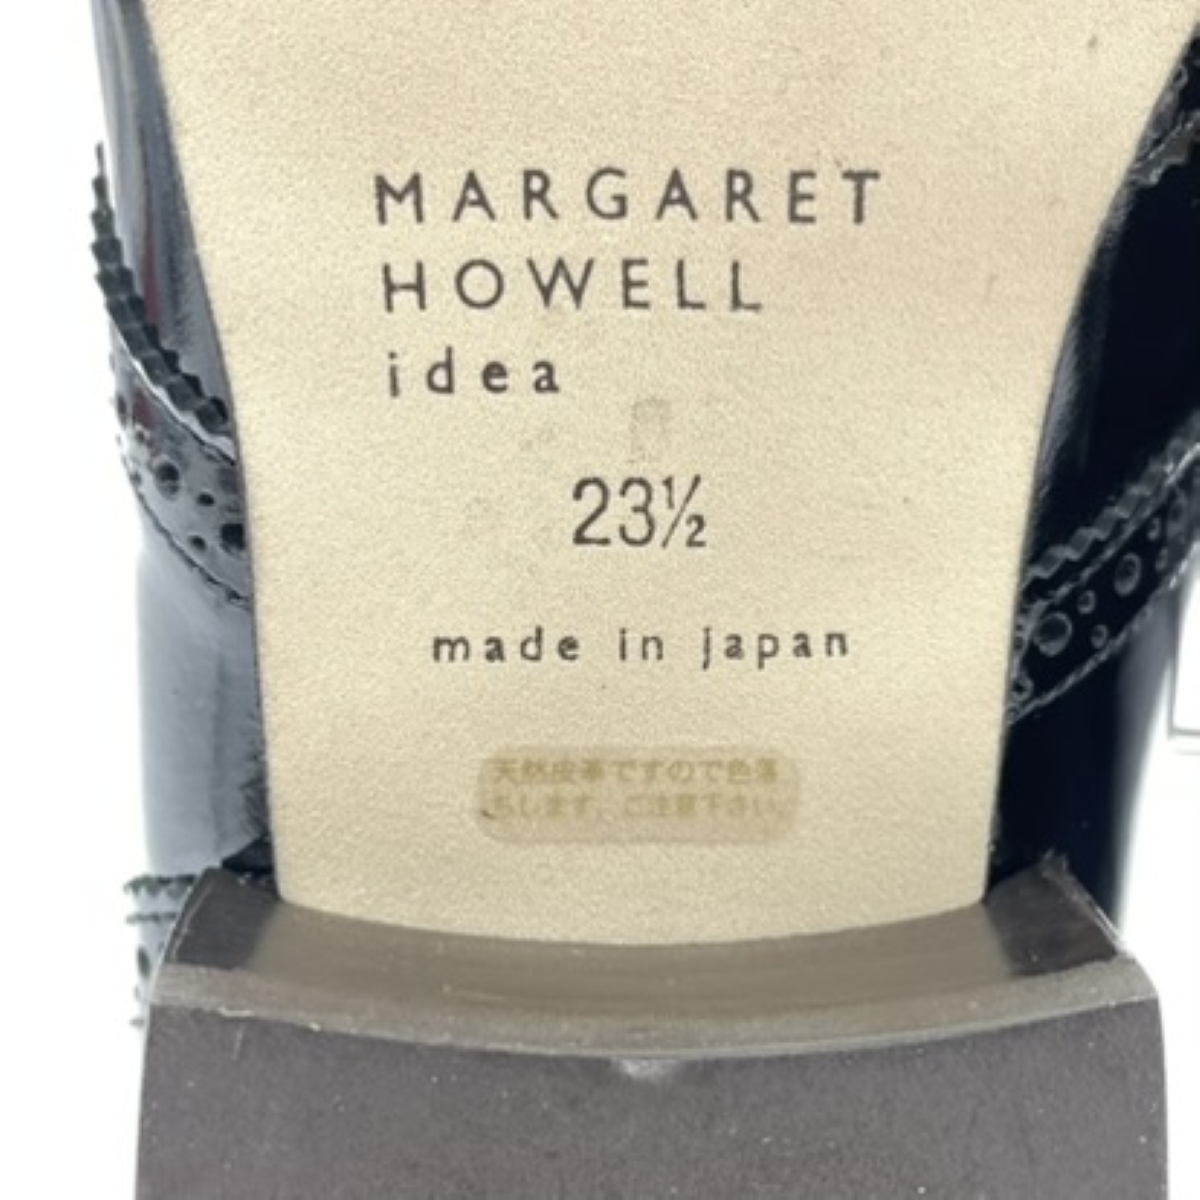 MARGARET
HOWELL
idea
23½
made in japan
天然皮革ですので色落
ちします。ご注意下さい。